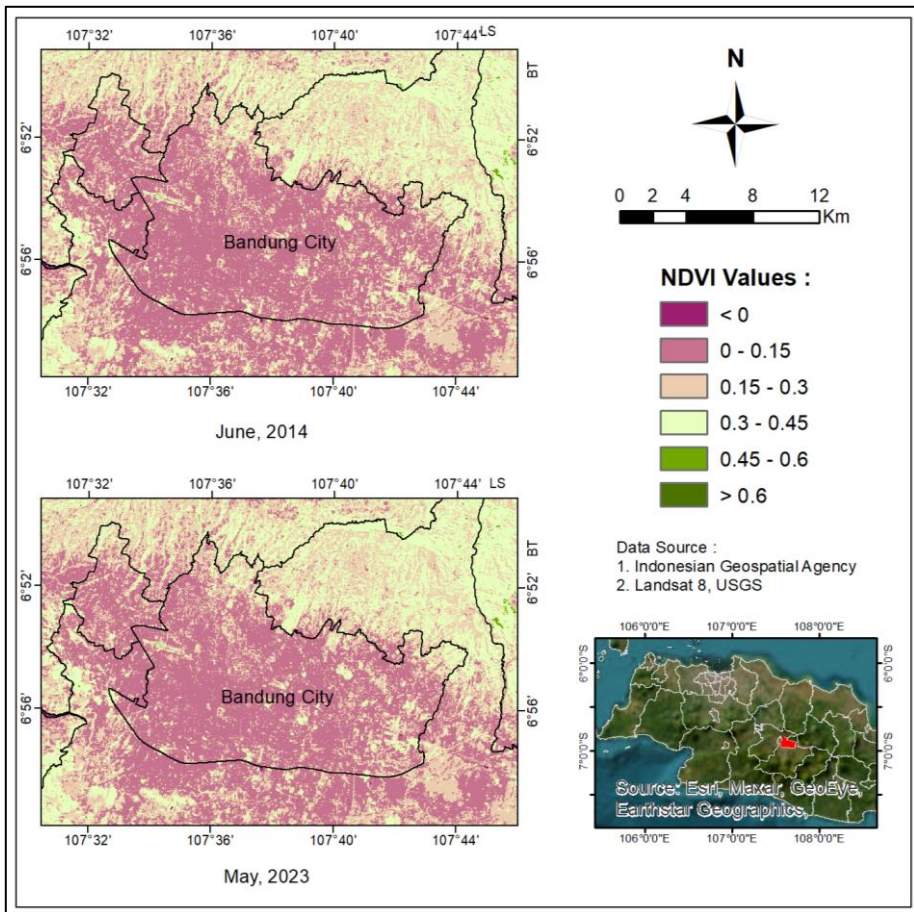 107°32' 107°36' 107°40' 107°44' LS
BT
6°52'
6°52'
Bandung City
6°56'
6°56'
107°32' 107°36' 107°40' 107°44'
June, 2014
107°32' 107°36' 107°40' 107°44' LS
BT
6°52'
6°52'
Bandung City
6°56'
6°56'
107°32' 107°36' 107°40' 107°44'
May, 2023
N
0 2 4 8 12
Km
NDVI Values :
< 0
0 - 0.15
0.15 - 0.3
0.3 - 0.45
0.45 - 0.6
> 0.6
Data Source :
1. Indonesian Geospatial Agency
2. Landsat 8, USGS
106°0'0"E 107°0'0"E 108°0'0"E
6°0'0"S
6°0'0"S
7°0'0"S
7°0'0"S
Source: Esri, Maxar, GeoEye,
Earthstar Geographics,
106°0'0"E 107°0'0"E 108°0'0"E